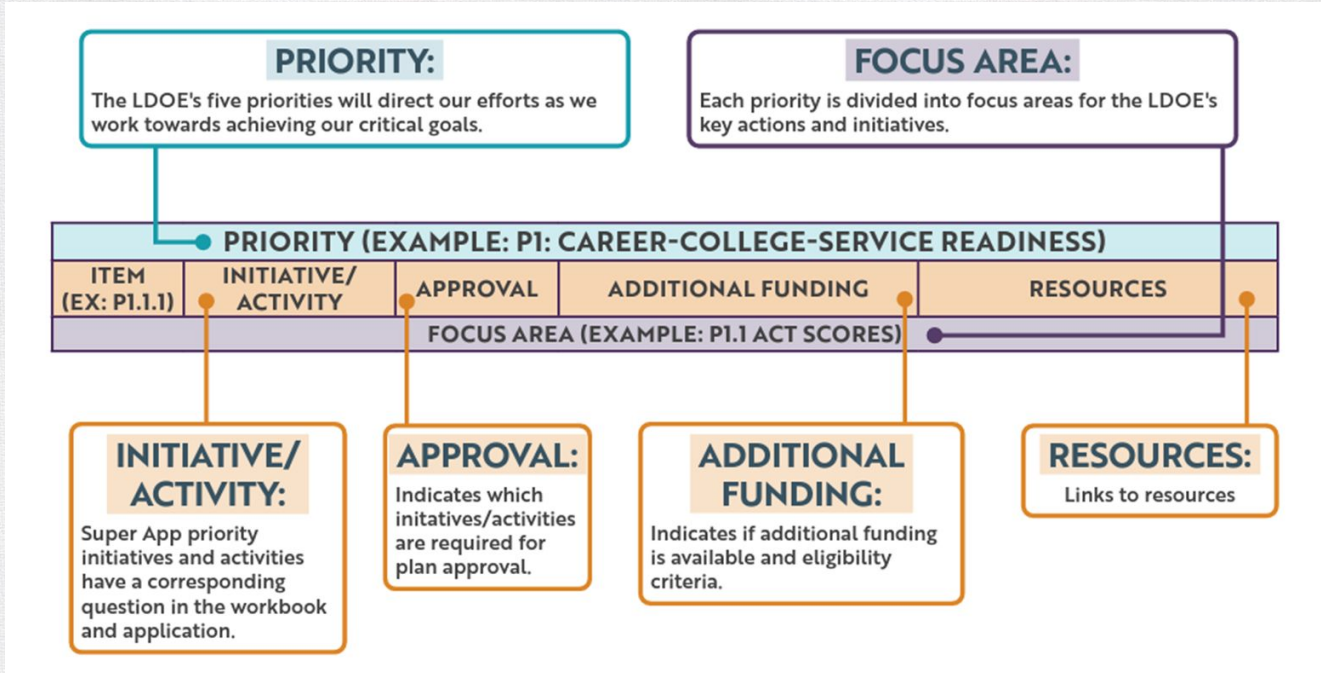 PRIORITY:
The LDOE's five priorities will direct our efforts as we
work towards achieving our critical goals.
FOCUS AREA:
Each priority is divided into focus areas for the LDOE's
key actions and initiatives.
PRIORITY (EXAMPLE: P1: CAREER-COLLEGE-SERVICE READINESS)
ITEM
(EX: P1.1.1)
INITIATIVE/
ACTIVITY
APPROVAL
ADDITIONAL FUNDING
RESOURCES
FOCUS AREA (EXAMPLE: P1.1 ACT SCORES)
INITIATIVE/
ACTIVITY:
Super App priority
initiatives and activities
have a corresponding
question in the workbook
and application.
APPROVAL:
Indicates which
initatives/activities
are required for
plan approval.
ADDITIONAL
FUNDING:
Indicates if additional funding
is available and eligibility
criteria.
RESOURCES:
Links to resources